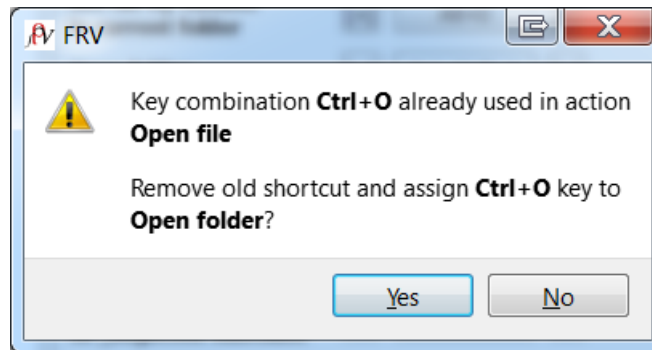 FRV
Key combination Ctrl+O already used in action
Open file
Remove old shortcut and assign Ctrl+O key to
Open folder?
Yes
No